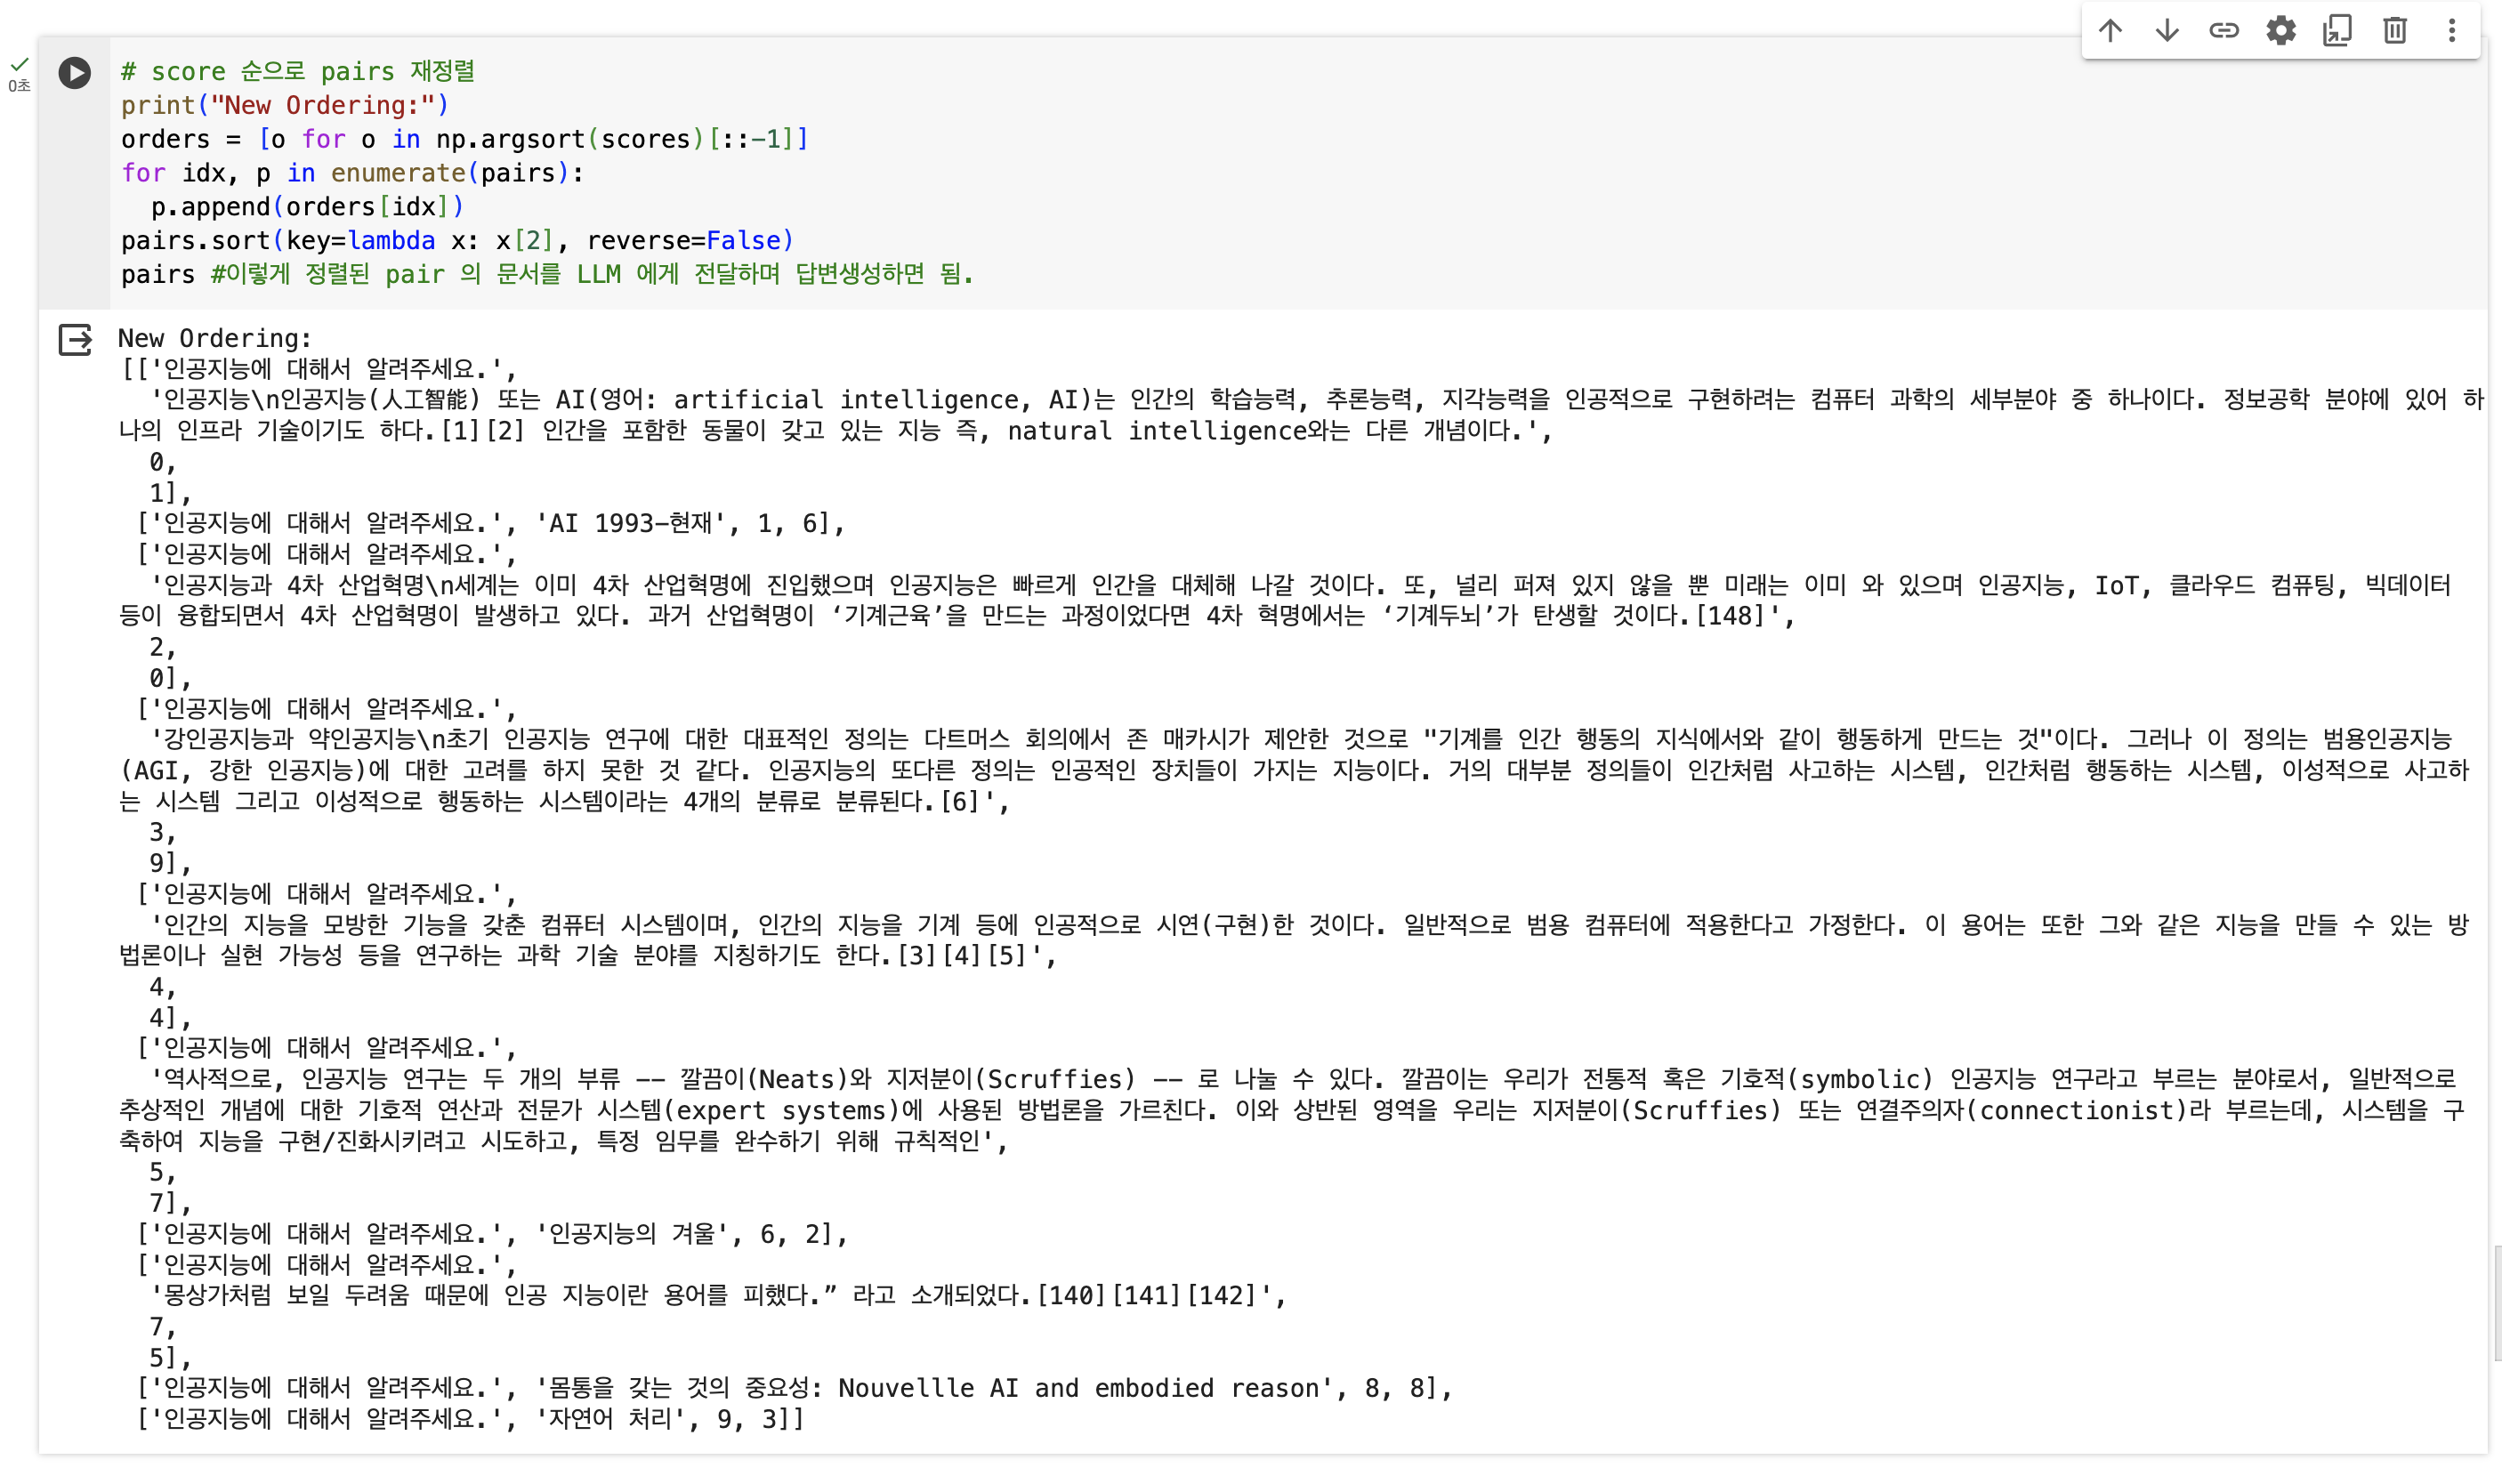 0초
# score 순으로 pairs 재정렬
print("New Ordering:")
orders = [o for o in np.argsort(scores)[::-1]]
for idx, p in enumerate(pairs):
  p.append(orders[idx])
pairs.sort(key=lambda x: x[2], reverse=False)
pairs #이렇게 정렬된 pair 의 문서를 LLM 에게 전달하며 답변생성하면 됨.
New Ordering:
[['인공지능에 대해서 알려주세요.',
'인공지능\n인공지능(人工智能) 또는 AI(영어: artificial intelligence, AI)는 인간의 학습능력, 추론능력, 지각능력을 인공적으로 구현하려는 컴퓨터 과학의 세부분야 중 하나이다. 정보공학 분야에 있어 하
나의 인프라 기술이기도 하다.[1][2] 인간을 포함한 동물이 갖고 있는 지능 즉, natural intelligence와는 다른 개념이다.',
0,
1],
['인공지능에 대해서 알려주세요.', 'AI 1993-현재', 1, 6],
['인공지능에 대해서 알려주세요.',
'인공지능과 4차 산업혁명\n세계는 이미 4차 산업혁명에 진입했으며 인공지능은 빠르게 인간을 대체해 나갈 것이다. 또, 널리 퍼져 있지 않을 뿐 미래는 이미 와 있으며 인공지능, IoT, 클라우드 컴퓨팅, 빅데이터
등이 융합되면서 4차 산업혁명이 발생하고 있다. 과거 산업혁명이 ‘기계근육’을 만드는 과정이었다면 4차 혁명에서는 ‘기계두뇌’가 탄생할 것이다.[148]',
2,
0],
['인공지능에 대해서 알려주세요.',
'강인공지능과 약인공지능\n초기 인공지능 연구에 대한 대표적인 정의는 다트머스 회의에서 존 매카시가 제안한 것으로 "기계를 인간 행동의 지식에서와 같이 행동하게 만드는 것"이다. 그러나 이 정의는 범용인공지능
(AGI, 강한 인공지능)에 대한 고려를 하지 못한 것 같다. 인공지능의 또다른 정의는 인공적인 장치들이 가지는 지능이다. 거의 대부분 정의들이 인간처럼 사고하는 시스템, 인간처럼 행동하는 시스템, 이성적으로 사고하
는 시스템 그리고 이성적으로 행동하는 시스템이라는 4개의 분류로 분류된다.[6]',
3,
9],
['인공지능에 대해서 알려주세요.',
'인간의 지능을 모방한 기능을 갖춘 컴퓨터 시스템이며, 인간의 지능을 기계 등에 인공적으로 시연(구현)한 것이다. 일반적으로 범용 컴퓨터에 적용한다고 가정한다. 이 용어는 또한 그와 같은 지능을 만들 수 있는 방
법론이나 실현 가능성 등을 연구하는 과학 기술 분야를 지칭하기도 한다.[3][4][5]',
4,
4],
['인공지능에 대해서 알려주세요.',
'역사적으로, 인공지능 연구는 두 개의 부류 -- 깔끔이(Neats)와 지저분이(Scruffies) -- 로 나눌 수 있다. 깔끔이는 우리가 전통적 혹은 기호적(symbolic) 인공지능 연구라고 부르는 분야로서, 일반적으로
추상적인 개념에 대한 기호적 연산과 전문가 시스템(expert systems)에 사용된 방법론을 가르친다. 이와 상반된 영역을 우리는 지저분이(Scruffies) 또는 연결주의자(connectionist)라 부르는데, 시스템을 구
축하여 지능을 구현/진화시키려고 시도하고, 특정 임무를 완수하기 위해 규칙적인',
5,
7],
['인공지능에 대해서 알려주세요.', '인공지능의 겨울', 6, 2],
['인공지능에 대해서 알려주세요.',
'몽상가처럼 보일 두려움 때문에 인공 지능이란 용어를 피했다.” 라고 소개되었다.[140][141][142]',
7,
5],
['인공지능에 대해서 알려주세요.', '몸통을 갖는 것의 중요성: Nouvellle AI and embodied reason', 8, 8],
['인공지능에 대해서 알려주세요.', '자연어 처리', 9, 3]]